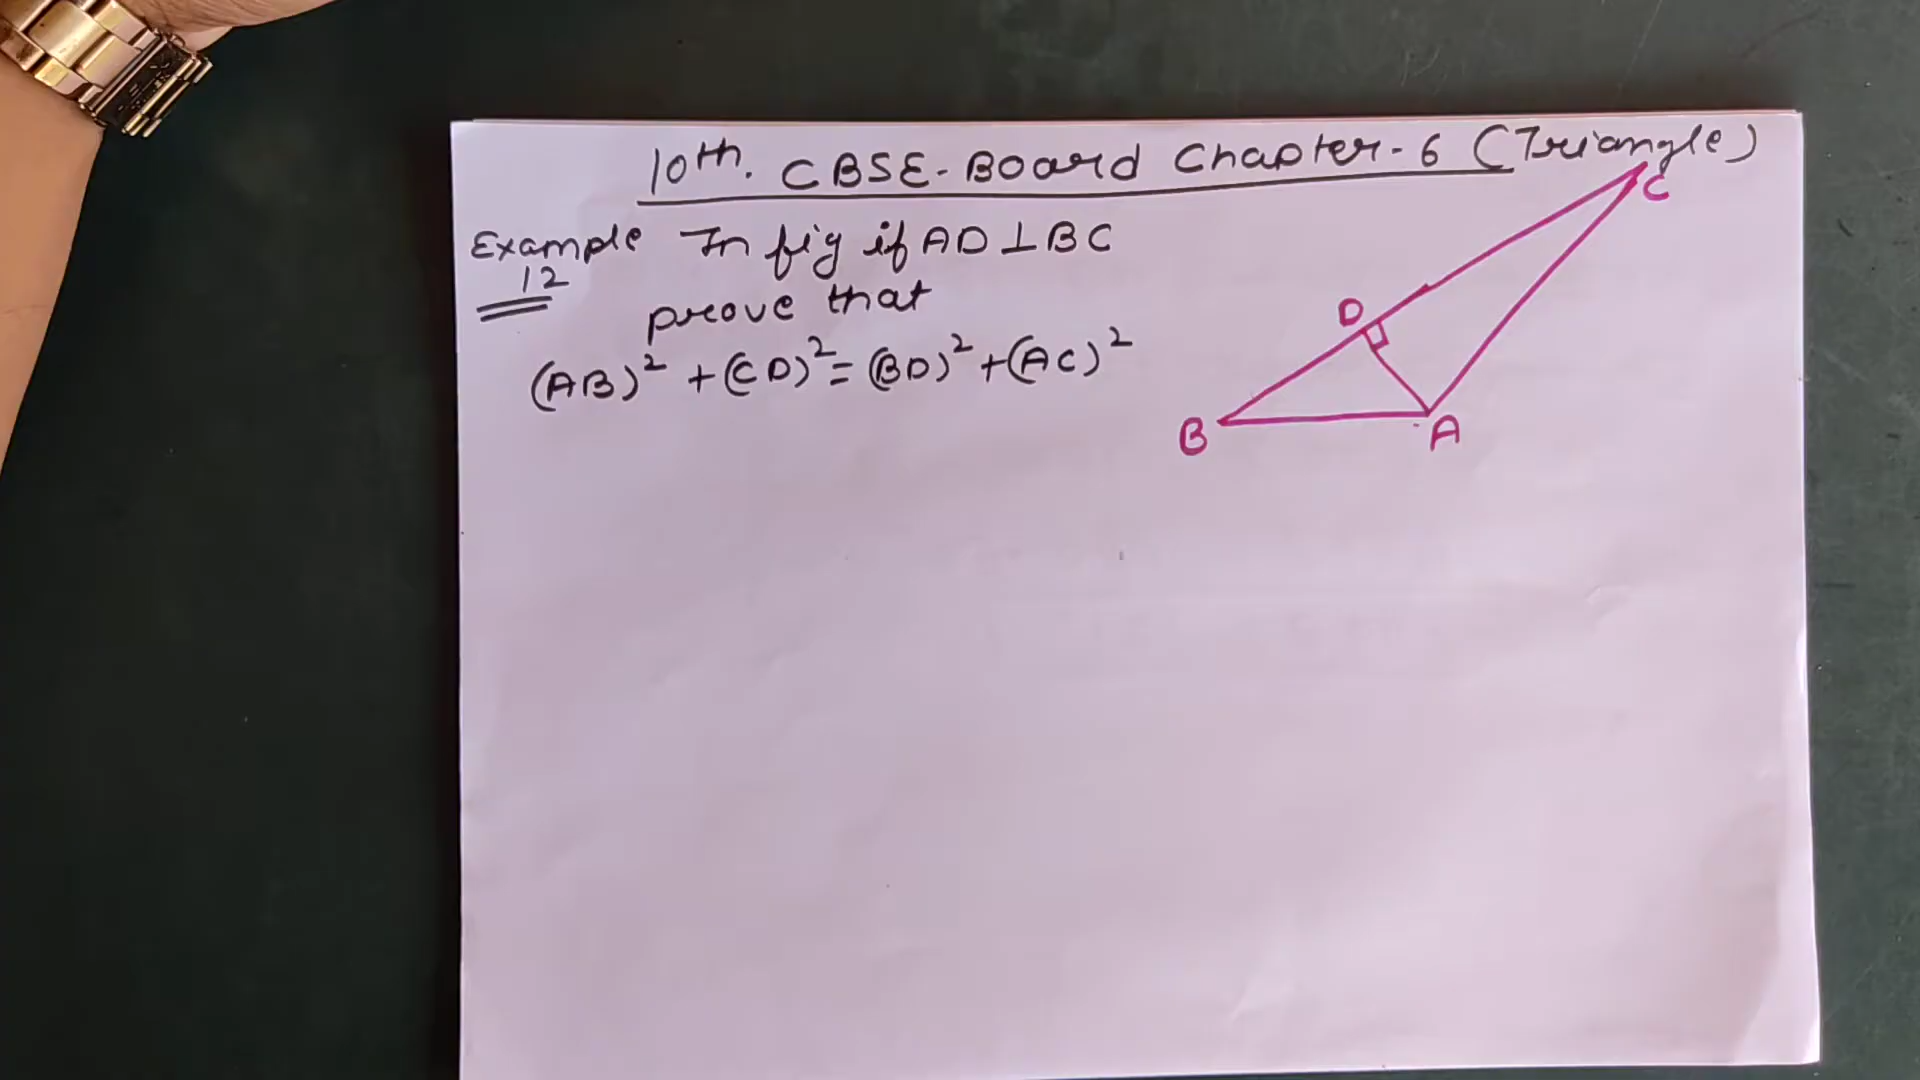 10th. CBSE-Board Chapter-6 (Triangle)
Example In fig if AD⊥BC
12
prove that
(AB)² + (CD)² = (BD)² + (AC)²
C
D
B
A